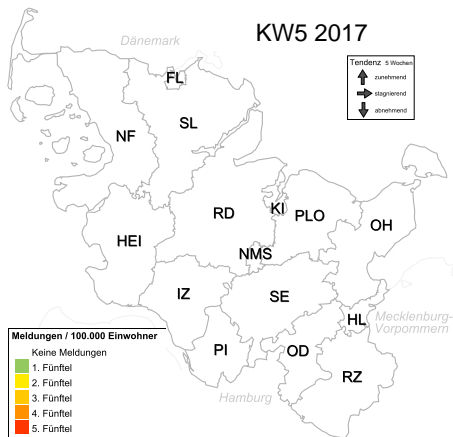 KW5 2017
Dänemark
Tendenz 5 Wochen
zunehmend
stagnierend
abnehmend
FL
SL
NF
RD
KI
PLO
OH
HEI
NMS
IZ
SE
HL
Mecklenburg-
Vorpommern
PI
OD
RZ
Hamburg
Meldungen / 100.000 Einwohner
Keine Meldungen
1. Fünftel
2. Fünftel
3. Fünftel
4. Fünftel
5. Fünftel